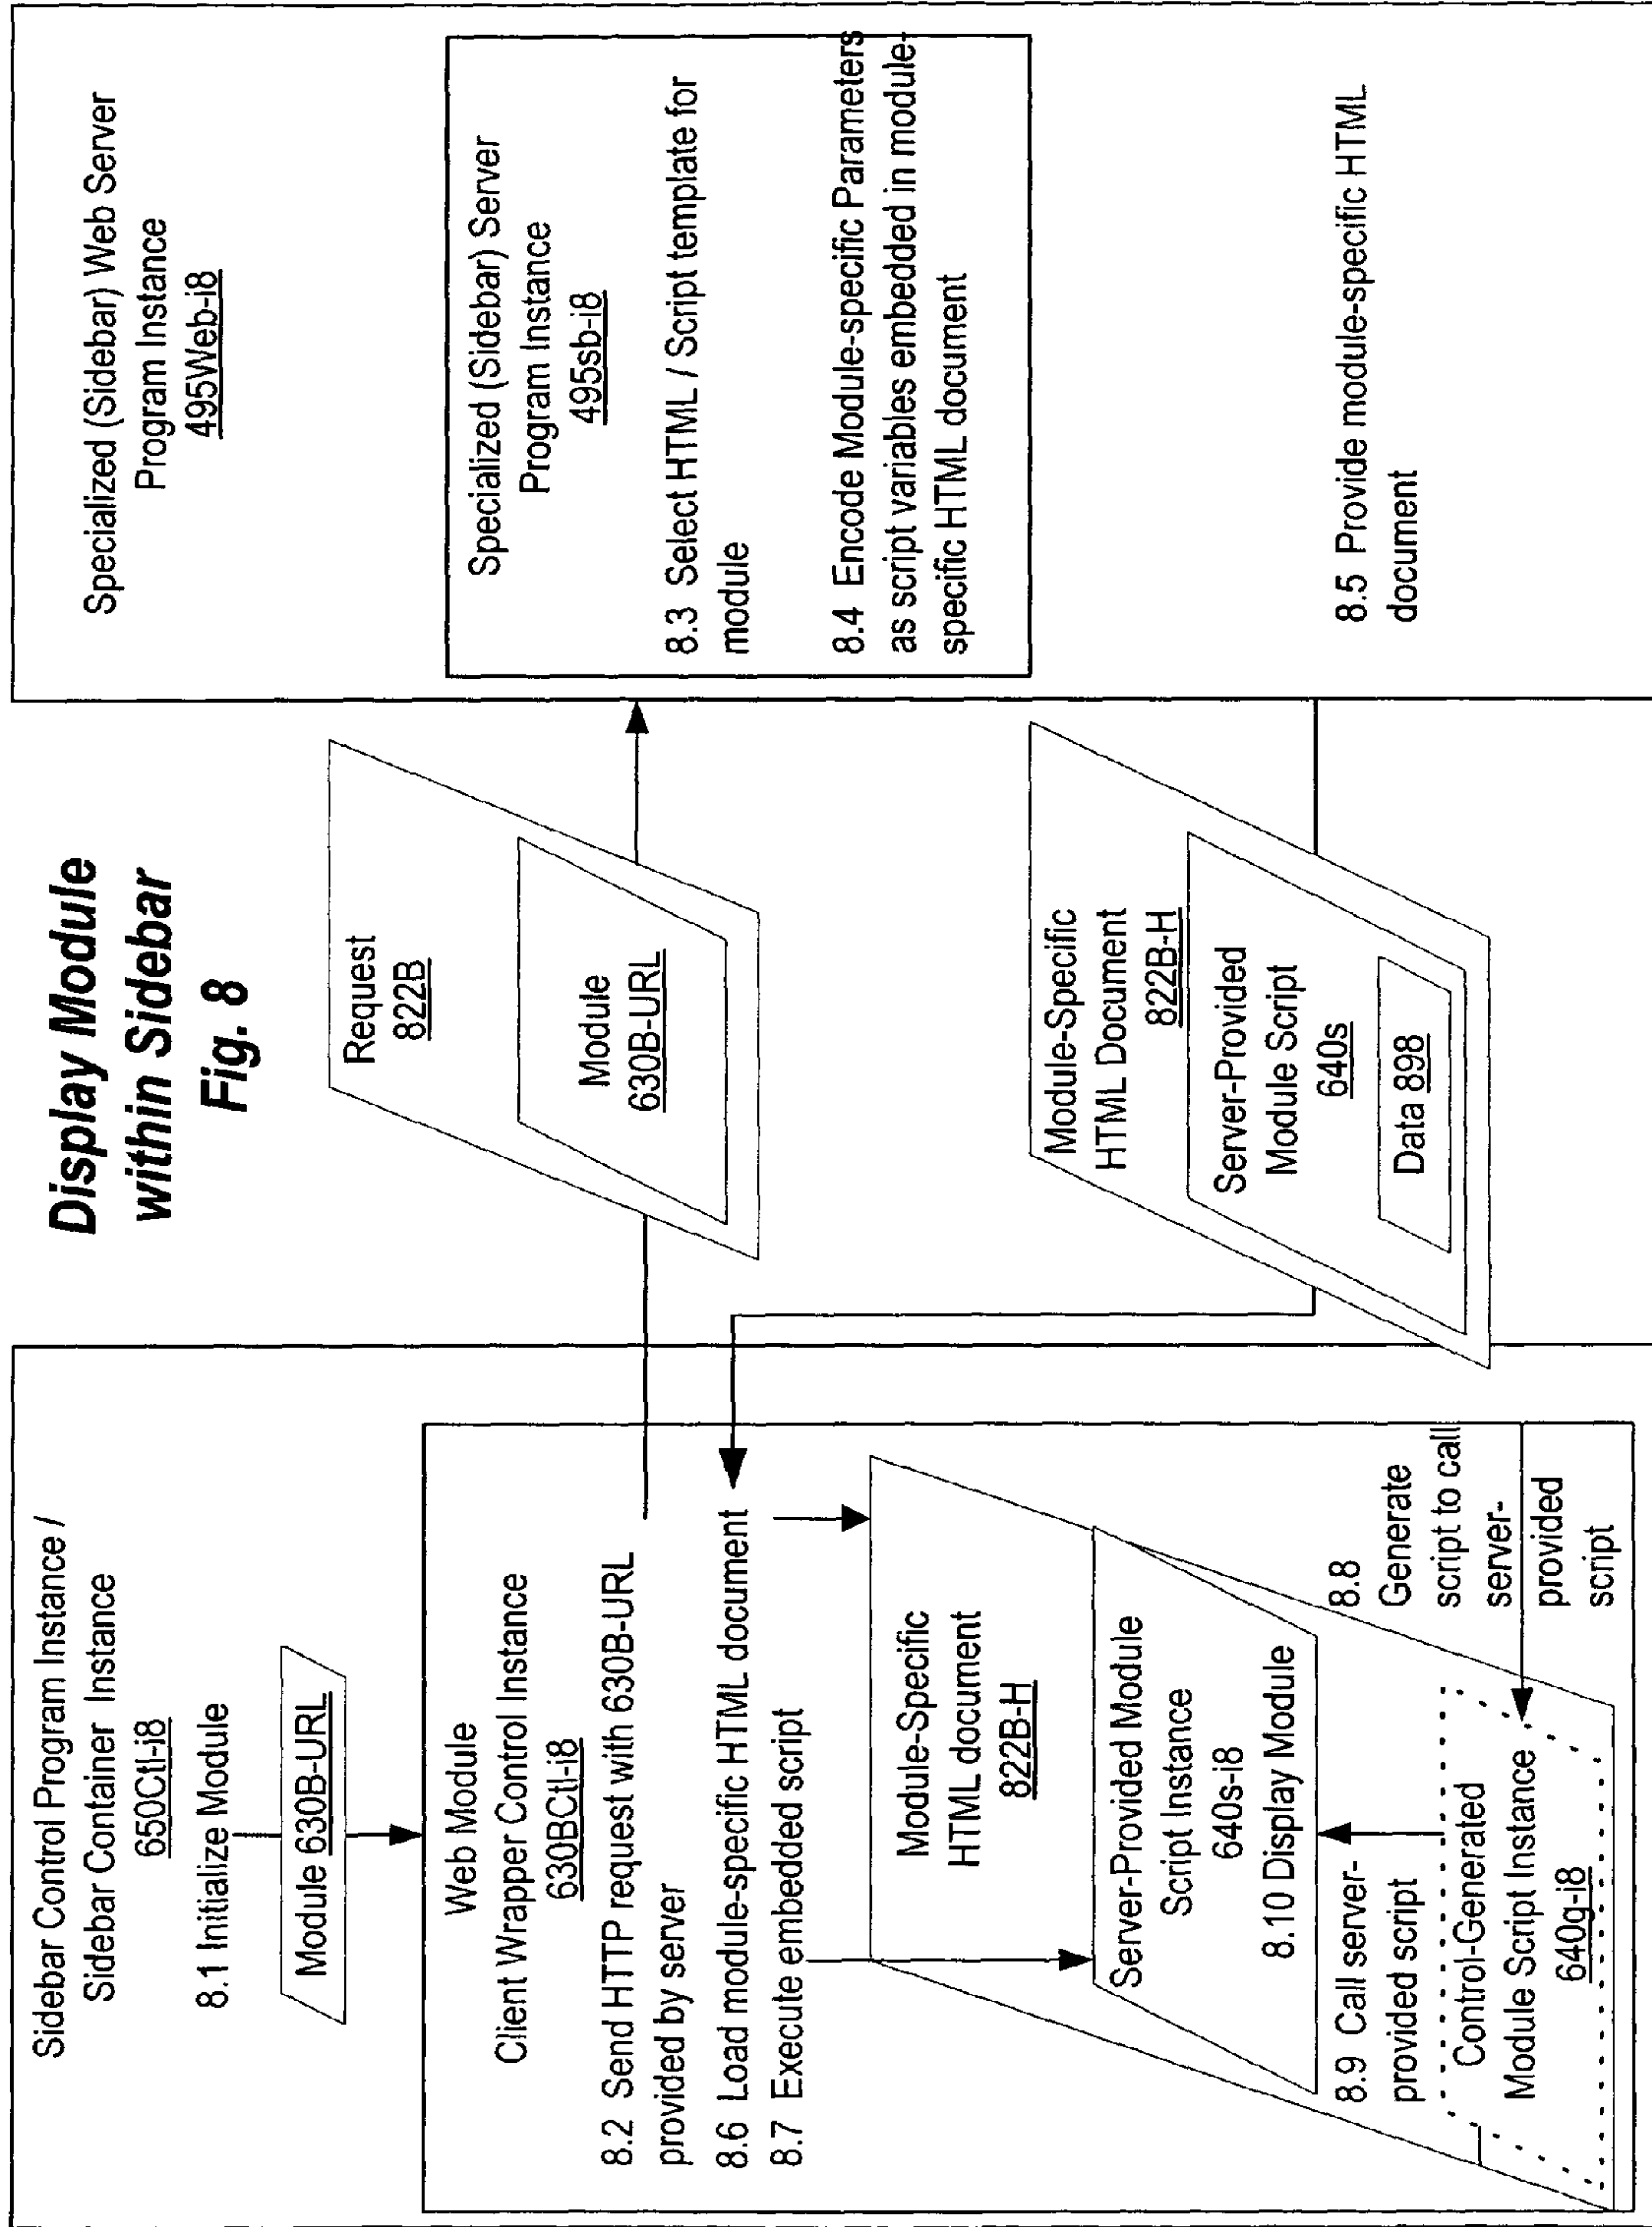 Display Module
within Sidebar
Fig. 8
Sidebar Control Program Instance /
Sidebar Container Instance
650Ctl-i8
8.1 Initialize Module
Module 630B-URL
Web Module
Client Wrapper Control Instance
630BCtl-i8
8.2 Send HTTP request with 630B-URL
provided by server
8.6 Load module-specific HTML document
8.7 Execute embedded script
Module-Specific
HTML document
822B-H
Server-Provided Module
Script Instance
640s-i8
8.10 Display Module
8.9 Call server-
provided script
Control-Generated
Module Script Instance
640g-i8
8.8
Generate
script to call
server-
provided
script
Request
822B
Module
630B-URL
Module-Specific
HTML Document
822B-H
Server-Provided
Module Script
640s
Data 898
Specialized (Sidebar) Web Server
Program Instance
495Web-i8
Specialized (Sidebar) Server
Program Instance
495sb-i8
8.3 Select HTML / Script template for
module
8.4 Encode Module-specific Parameters
as script variables embedded in module-
specific HTML document
8.5 Provide module-specific HTML
document